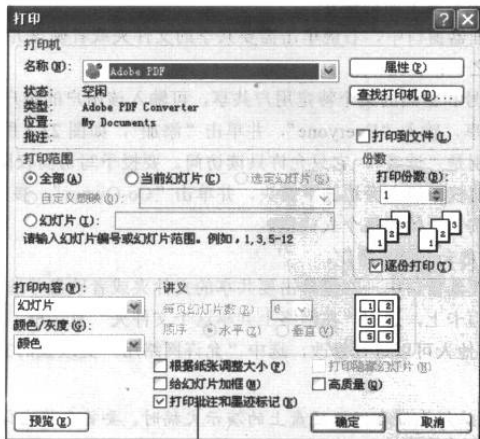 打印
打印机
名称(N): Adobe PDF 属性(P)
状态: 空闲 查找打印机(D)...
类型: Adobe PDF Converter
位置: My Documents
批注: 打印到文件(L)
打印范围 份数
全部(A) 当前幻灯片(C) 选定幻灯片(S) 打印份数(B):
自定义放映(O): 1
幻灯片(I):
请输入幻灯片编号或幻灯片范围。例如，1,3,5-12
逐份打印(T)
打印内容(W): 讲义
幻灯片 每页幻灯片数(R) 6
颜色/灰度(G): 顺序 水平(Z) 垂直(V)
颜色
根据纸张调整大小(F) 打印隐藏幻灯片(H)
给幻灯片加框(M) 高质量(Q)
打印批注和墨迹标记(K)
预览(E) 确定 取消